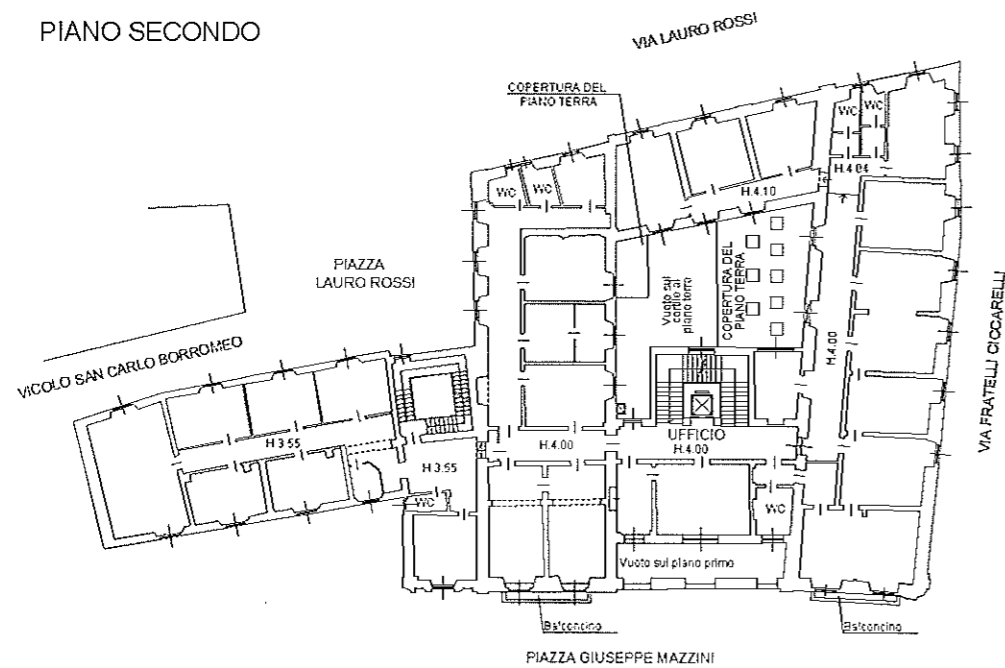 PIANO SECONDO
VIA LAURO ROSSI
COPERTURA DEL
PIANO TERRA
WC
WC
WC
WC
H.4.04
H.4.10
PIAZZA
LAURO ROSSI
Vuoto sul
cortile al
piano terra
COPERTURA DEL
PIANO TERRA
VICOLO SAN CARLO BORROMEO
H.4.00
VIA FRATELLI CICCARELLI
H 3.55
H 3.55
H.4.00
UFFICIO
H.4.00
WC
WC
Vuoto sul piano primo
Balconcino
Balconcino
PIAZZA GIUSEPPE MAZZINI